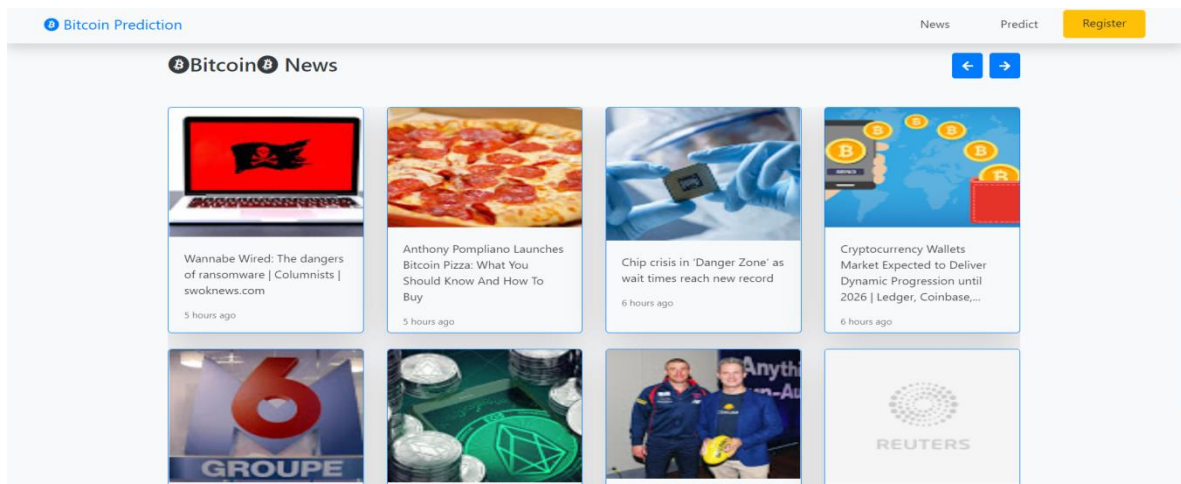 Bitcoin Prediction
News
Predict
Register
Bitcoin News
Wannabe Wired: The dangers
of ransomware | Columnists |
swoknews.com
5 hours ago
Anthony Pompliano Launches
Bitcoin Pizza: What You
Should Know And How To
Buy
5 hours ago
Chip crisis in 'Danger Zone' as
wait times reach new record
6 hours ago
Cryptocurrency Wallets
Market Expected to Deliver
Dynamic Progression until
2026 | Ledger, Coinbase,...
6 hours ago
6
GROUPE
Anythi
n-Au
REUTERS